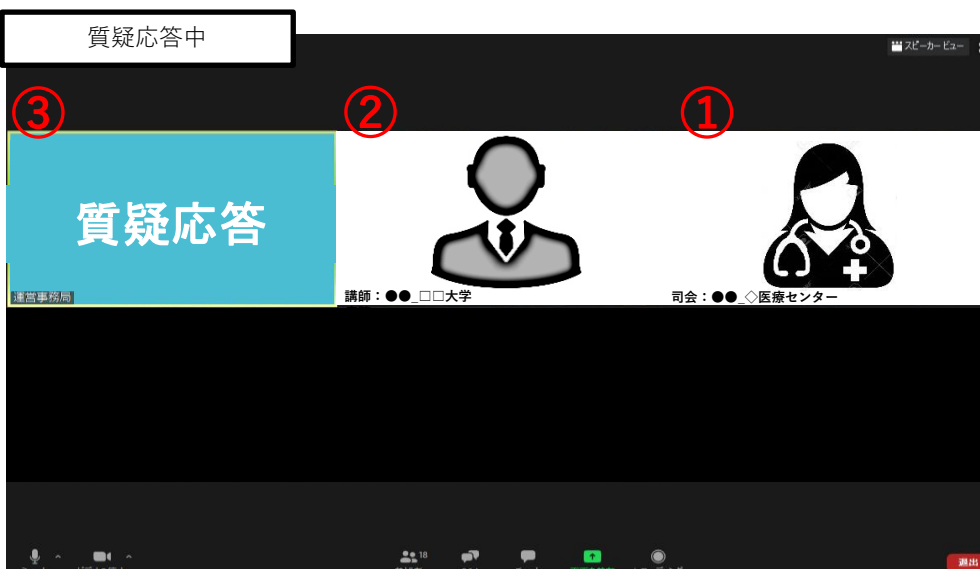 質疑応答中
スピーカー ビュー
③
②
①
質疑応答
運営事務局
講師：●●_□□大学
司会：●●_◇医療センター
18
退出